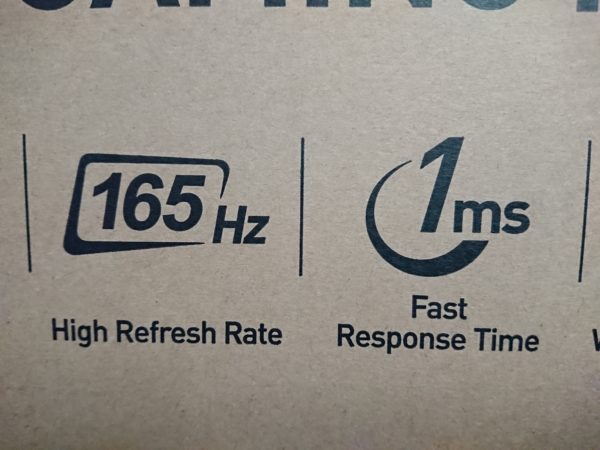 165 Hz
High Refresh Rate
1ms
Fast
Response Time